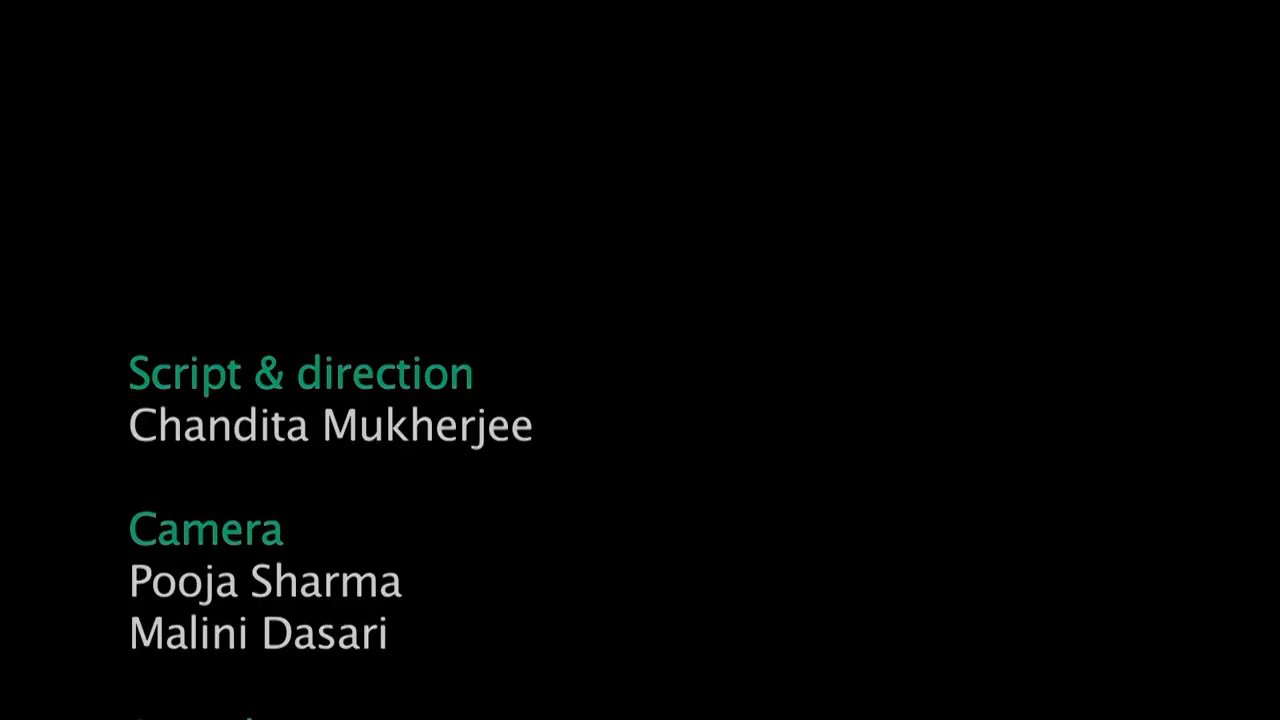 Script & direction
Chandita Mukherjee
Camera
Pooja Sharma
Malini Dasari